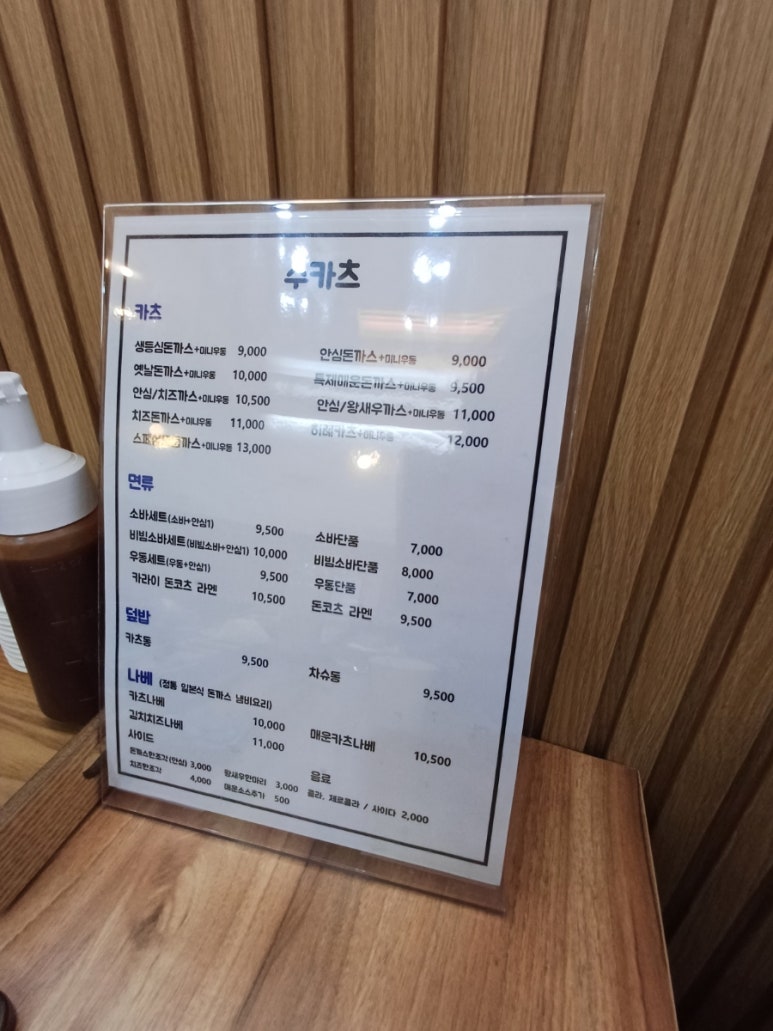 수카츠
카츠
생등심돈까스+미니우동 9,000
안심돈까스+미니우동 9,000
옛날돈까스+미니우동 10,000
특제매운돈까스+미니우동 9,500
안심/치즈까스+미니우동 10,500
안심/왕새우까스+미니우동 11,000
치즈돈까스+미니우동 11,000
카츠+미니우동 12,000
까스+미니우동 13,000
면류
소바세트(소바+안심1) 9,500
소바단품 7,000
비빔소바세트(비빔소바+안심1) 10,000
비빔소바단품 8,000
우동세트(우동+안심1) 9,500
우동단품 7,000
카라이 돈코츠 라멘 10,500
돈코츠 라멘 9,500
덮밥
카츠동 9,500
차슈동 9,500
나베 (정통 일본식 돈까스 냄비요리)
카츠나베 10,000
매운카츠나베 10,500
김치치즈나베 11,000
사이드
음료
돈까스한조각(안심) 3,000
왕새우한마리 3,000
콜라, 제로콜라 / 사이다 2,000
치즈한조각 4,000
매운소스추가 500